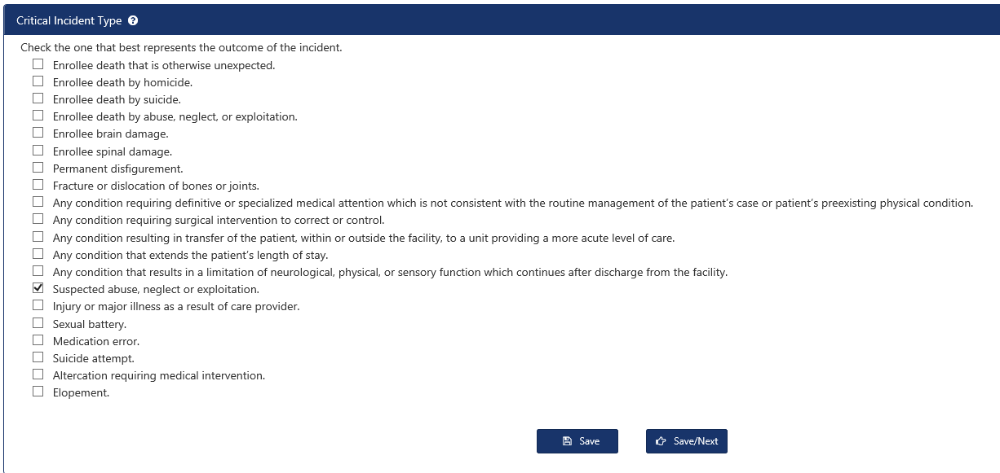 Critical Incident Type
Check the one that best represents the outcome of the incident.
Enrollee death that is otherwise unexpected.
Enrollee death by homicide.
Enrollee death by suicide.
Enrollee death by abuse, neglect, or exploitation.
Enrollee brain damage.
Enrollee spinal damage.
Permanent disfigurement.
Fracture or dislocation of bones or joints.
Any condition requiring definitive or specialized medical attention which is not consistent with the routine management of the patient's case or patient's preexisting physical condition.
Any condition requiring surgical intervention to correct or control.
Any condition resulting in transfer of the patient, within or outside the facility, to a unit providing a more acute level of care.
Any condition that extends the patient's length of stay.
Any condition that results in a limitation of neurological, physical, or sensory function which continues after discharge from the facility.
Suspected abuse, neglect or exploitation.
Injury or major illness as a result of care provider.
Sexual battery.
Medication error.
Suicide attempt.
Altercation requiring medical intervention.
Elopement.
Save Save/Next